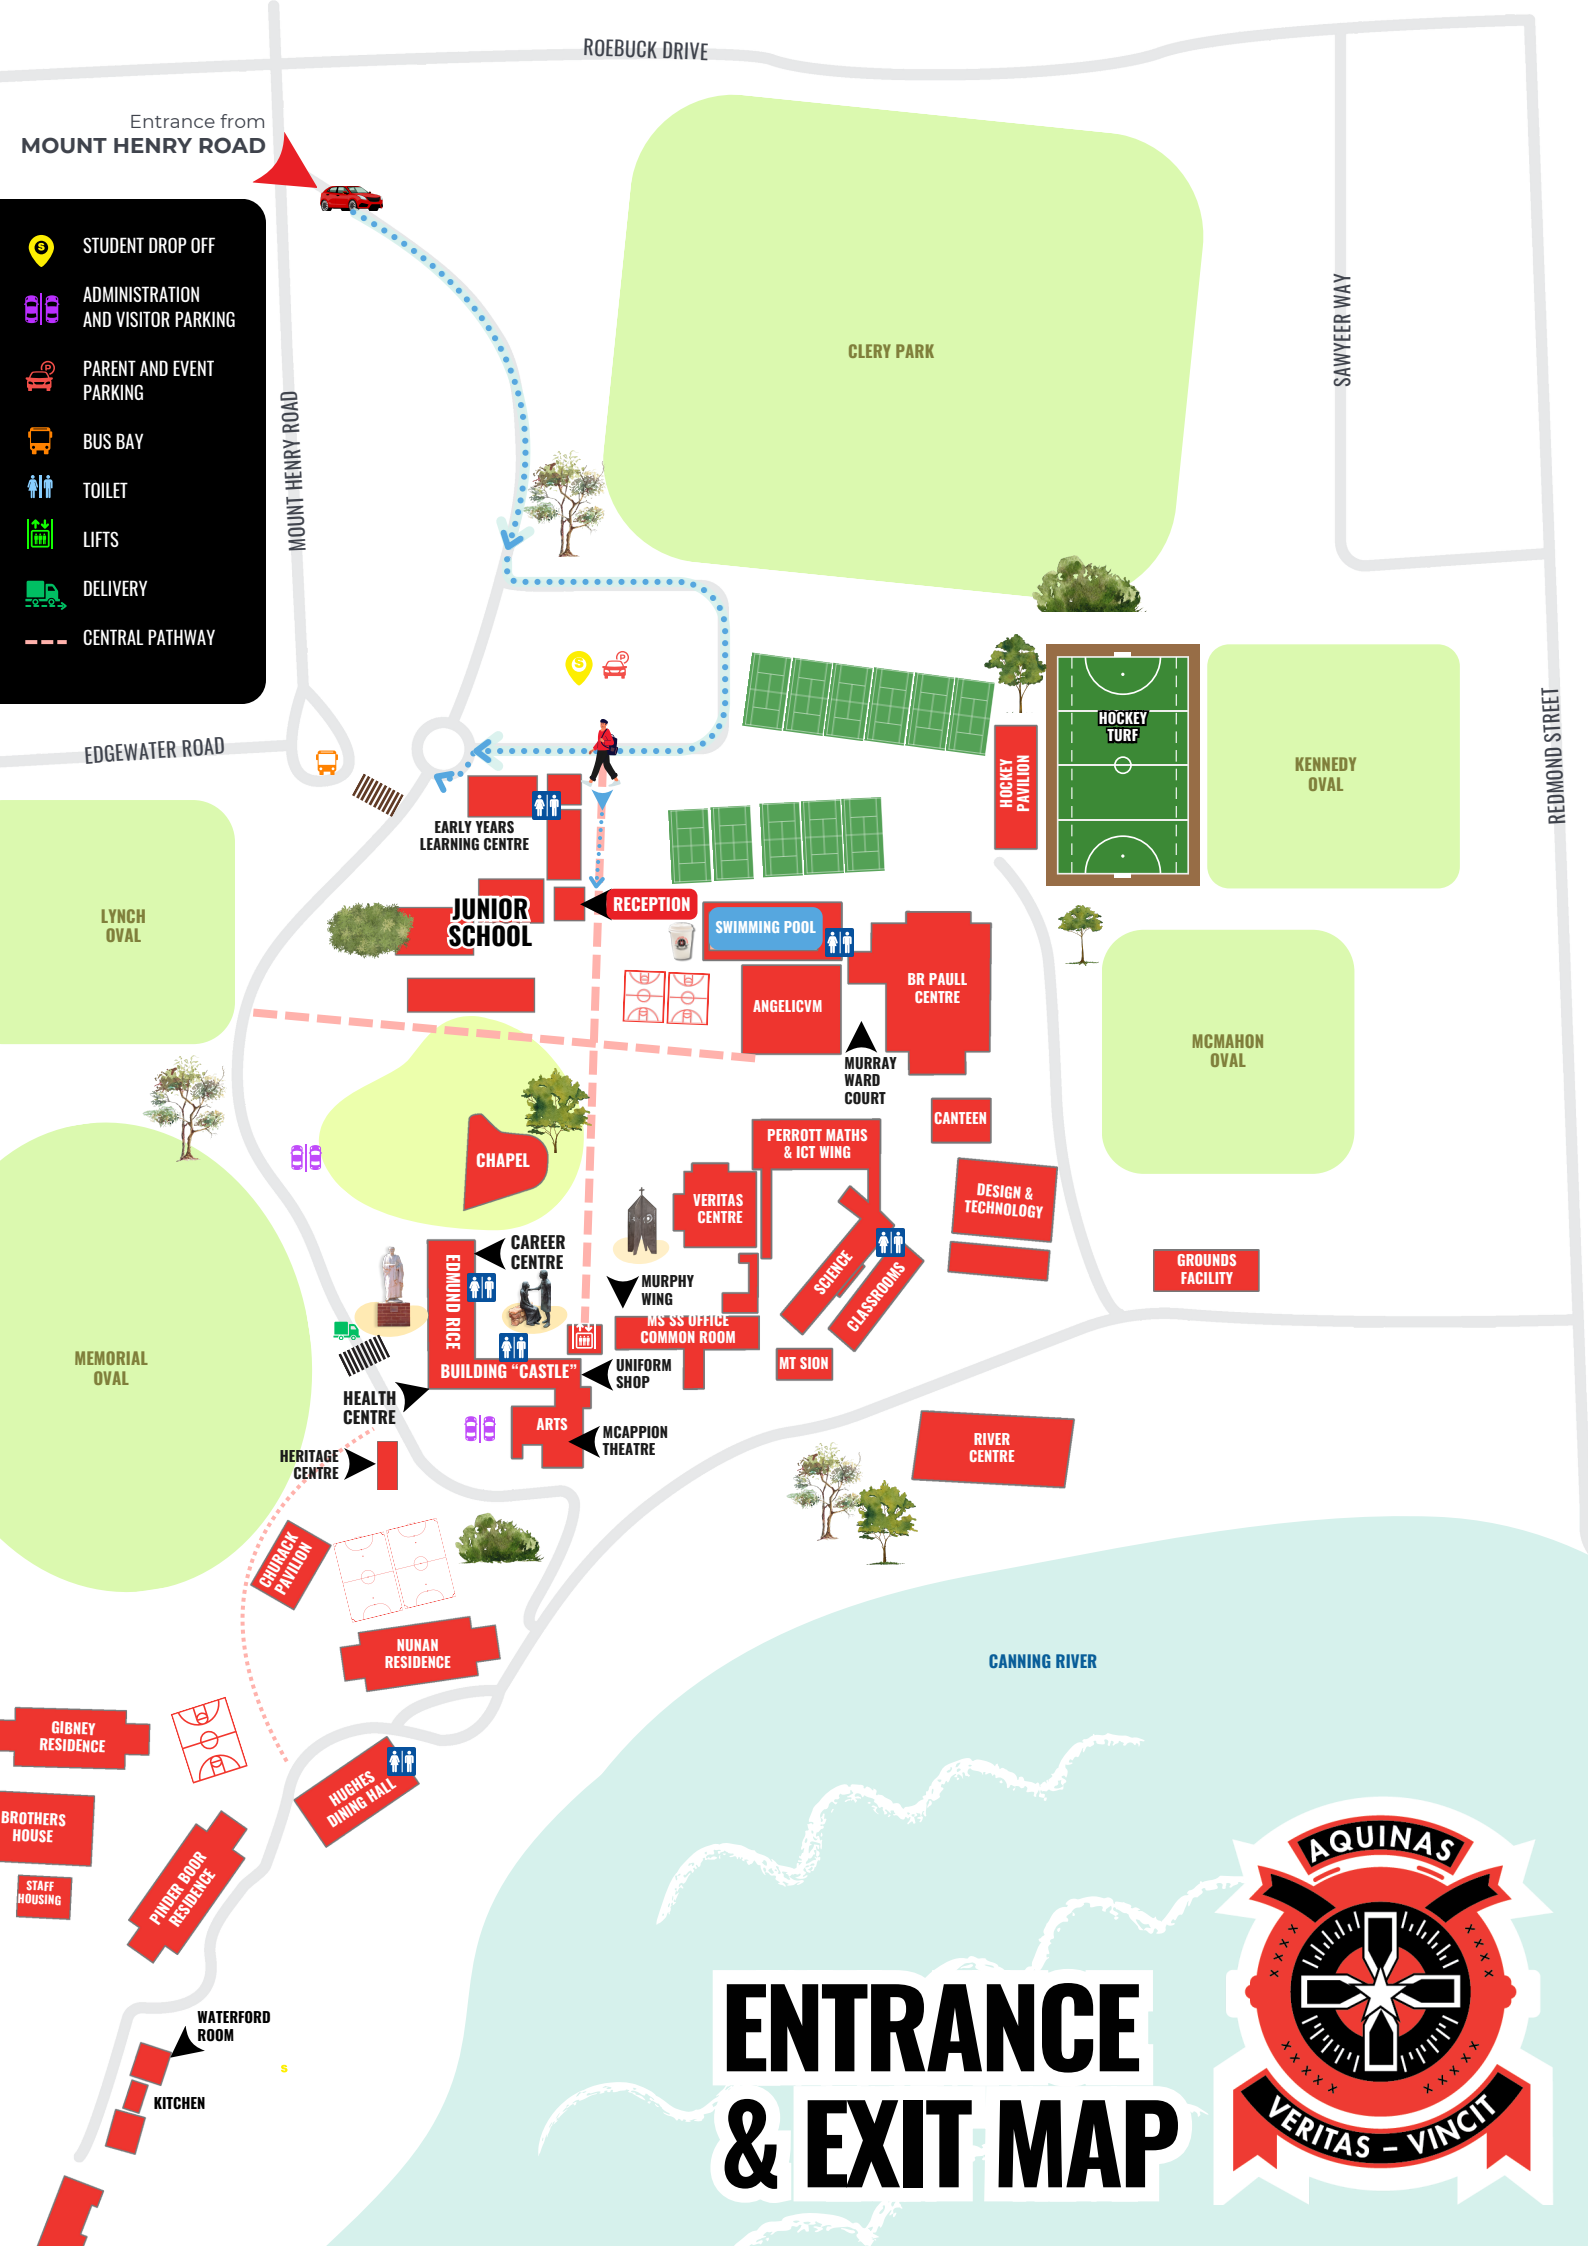 ROEBUCK DRIVE
Entrance from
MOUNT HENRY ROAD
STUDENT DROP OFF
ADMINISTRATION
AND VISITOR PARKING
PARENT AND EVENT
PARKING
BUS BAY
TOILET
LIFTS
DELIVERY
CENTRAL PATHWAY
MOUNT HENRY ROAD
CLERY PARK
SAWYEER WAY
REDMOND STREET
EDGEWATER ROAD
S
P
HOCKEY
TURF
HOCKEY
PAVILION
KENNEDY
OVAL
EARLY YEARS
LEARNING CENTRE
LYNCH
OVAL
JUNIOR
SCHOOL
RECEPTION
SWIMMING POOL
BR PAULL
CENTRE
ANGELICVM
MURRAY
WARD
COURT
MCMAHON
OVAL
CANTEEN
PERROTT MATHS
& ICT WING
CHAPEL
VERITAS
CENTRE
DESIGN &
TECHNOLOGY
GROUNDS
FACILITY
SCIENCE
CLASSROOMS
CAREER
CENTRE
EDMUND RICE
MURPHY
WING
MS SS OFFICE
COMMON ROOM
MT SION
MEMORIAL
OVAL
BUILDING “CASTLE”
UNIFORM
SHOP
HEALTH
CENTRE
ARTS
MCAPPION
THEATRE
HERITAGE
CENTRE
RIVER
CENTRE
CHURACK
PAVILION
NUNAN
RESIDENCE
CANNING RIVER
GIBNEY
RESIDENCE
HUGHES
DINING HALL
BROTHERS
HOUSE
STAFF
HOUSING
PINDER BOOR
RESIDENCE
WATERFORD
ROOM
S
KITCHEN
ENTRANCE
& EXIT MAP
AQUINAS
VERITAS – VINCIT